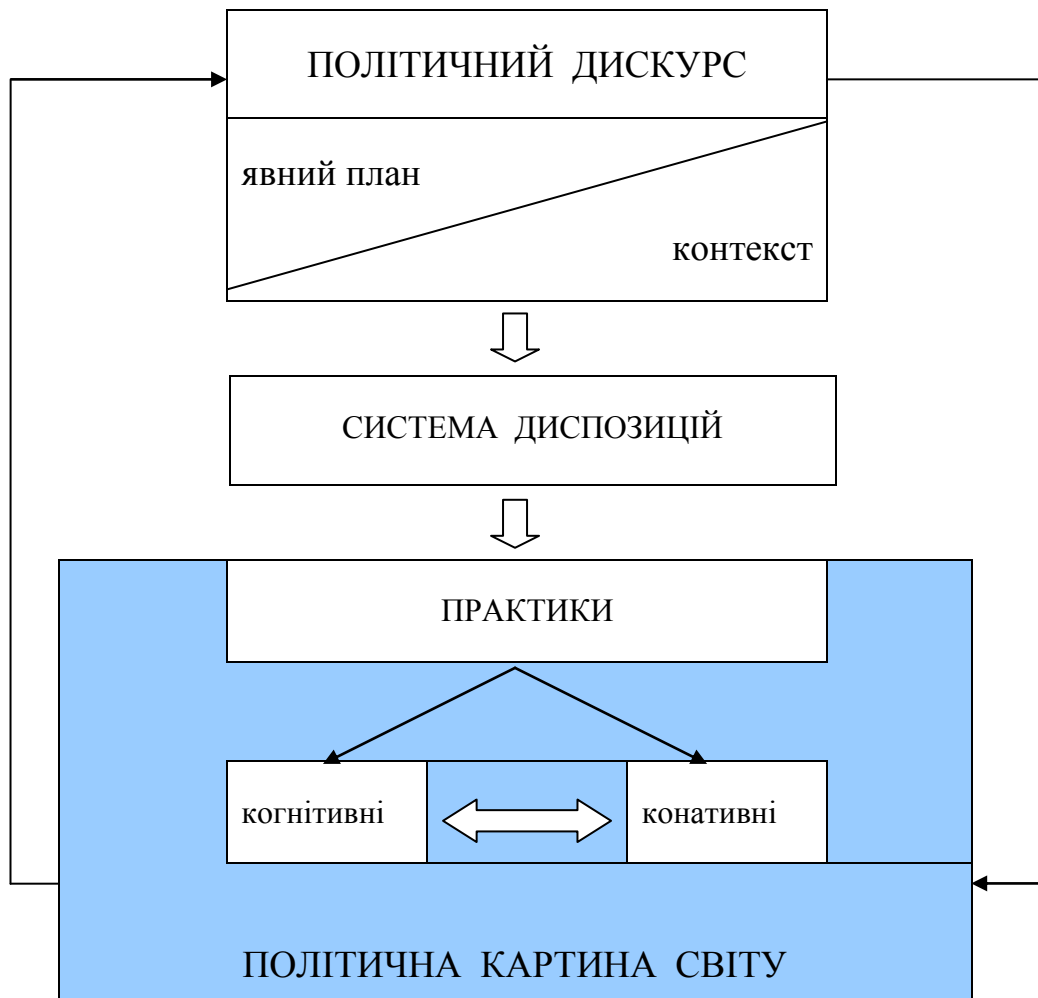 ПОЛІТИЧНИЙ ДИСКУРС
явний план
контекст
СИСТЕМА ДИСПОЗИЦІЙ
ПРАКТИКИ
когнітивні
конативні
ПОЛІТИЧНА КАРТИНА СВІТУ